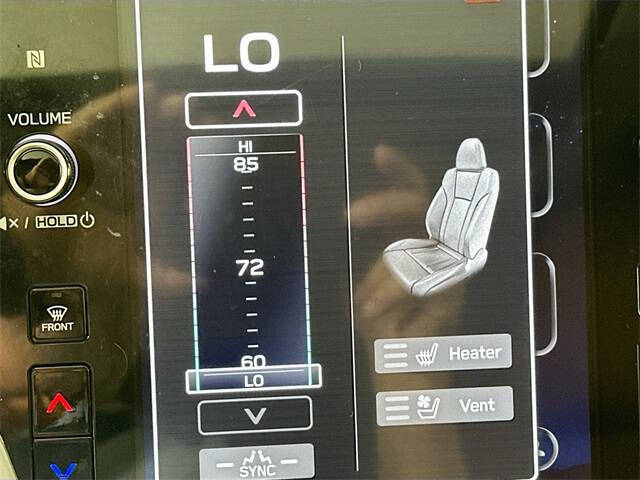 LO
VOLUME
HI
85
/ HOLD
72
FRONT
60
LO
Heater
Vent
SYNC